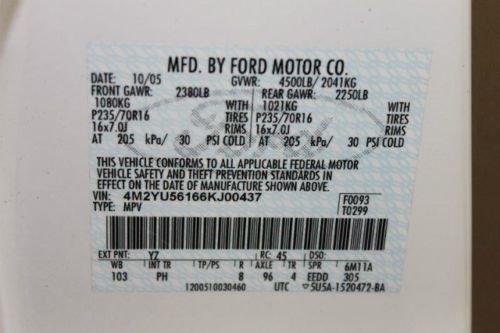 MFD. BY FORD MOTOR CO.
DATE 10/05 GVWR: 4500LB/ 2041KG
FRONT GAWR: 2380LB REAR GAWR: 2250LB
1080KG WITH 1021KG WITH
P235/70R16 TIRES P235/70R16 TIRES
16x7.0J RIMS 16x7.0J RIMS
AT 205 kPa/ 30 PSI COLD AT 205 kPa/ 30 PSI COLD
THIS VEHICLE CONFORMS TO ALL APPLICABLE FEDERAL MOTOR
VEHICLE SAFETY AND THEFT PREVENTION STANDARDS IN
EFFECT ON THE DATE OF MANUFACTURE SHOWN ABOVE.
VIN: 4M2YU56166KJ00437 F0093
TYPE: MPV T0299
EXT PNT: YZ RC: 45 DSO:
WB INT TR TP/PS R AXLE TR SPR 6M11A
103 PH 8 96 4 EEDD 305
1200510030460 UTC 5U5A-1520472-BA